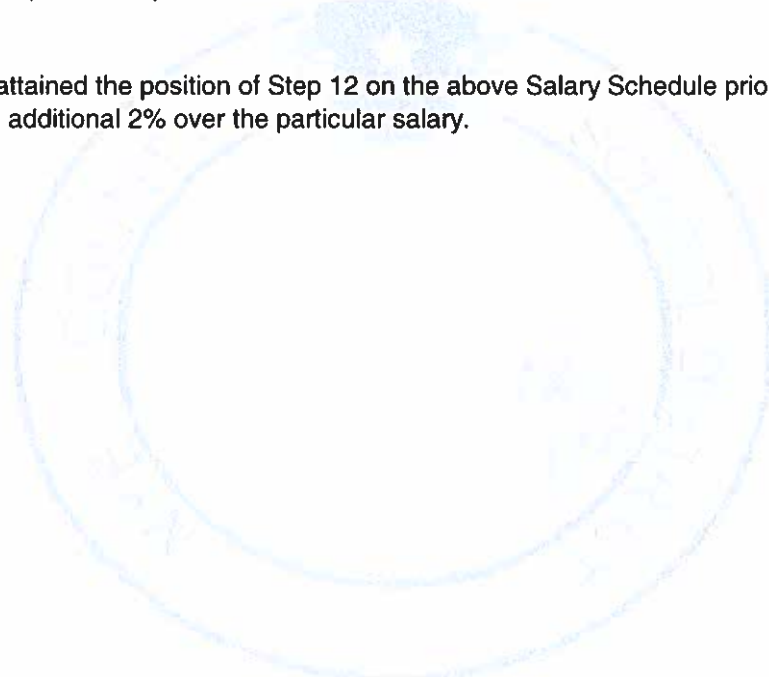 attained the position of Step 12 on the above Salary Schedule prio
additional 2% over the particular salary.